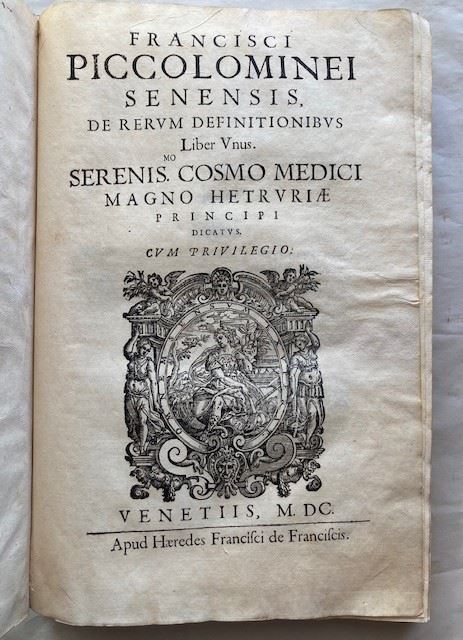 FRANCISCI
PICCOLOMINEI
SENENSIS,
DE RERVM DEFINITIONIBVS
Liber Vnus.
SERENIS.MO COSMO MEDICI
MAGNO HETRVRIÆ
PRINCIPI
DICATVS.
CVM PRIVILEGIO.
VENETIIS, M. DC.
Apud Hæredes Franciſci de Franciſcis.